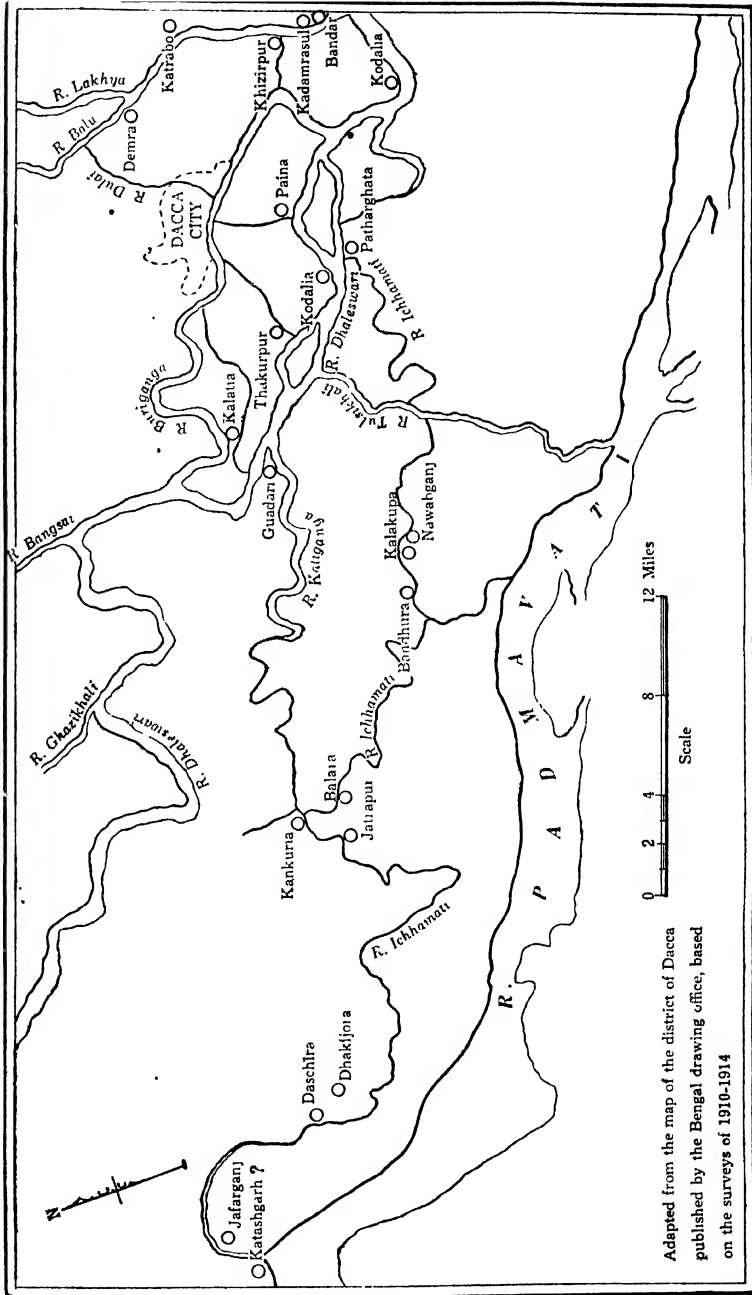 N
R. Lakhya
R Balu
Katrabo
Demra
R Dulai
DACCA
CITY
Khizirpur
Kadamrasul
Bandar
Kodalia
Paina
Patharghata
Kodalia
R. Dhaleswari
R Ichhamati
Thakurpur
R Buriganga
Kalatia
R Tulsikhali
R Bangsai
Guadari
R. Kaliganga
Kalakupa
Nawabganj
Bandhura
R Ichhamati
R. Ghazikhali
R. Dhaleswari
Balara
Jatrapur
Kankuria
R. Ichhamati
Daschira
Dhakijora
Jafarganj
Katashgarh ?
R. PADMAVATI
0 2 4 8 12 Miles
Scale
Adapted from the map of the district of Dacca
published by the Bengal drawing office, based
on the surveys of 1910-1914